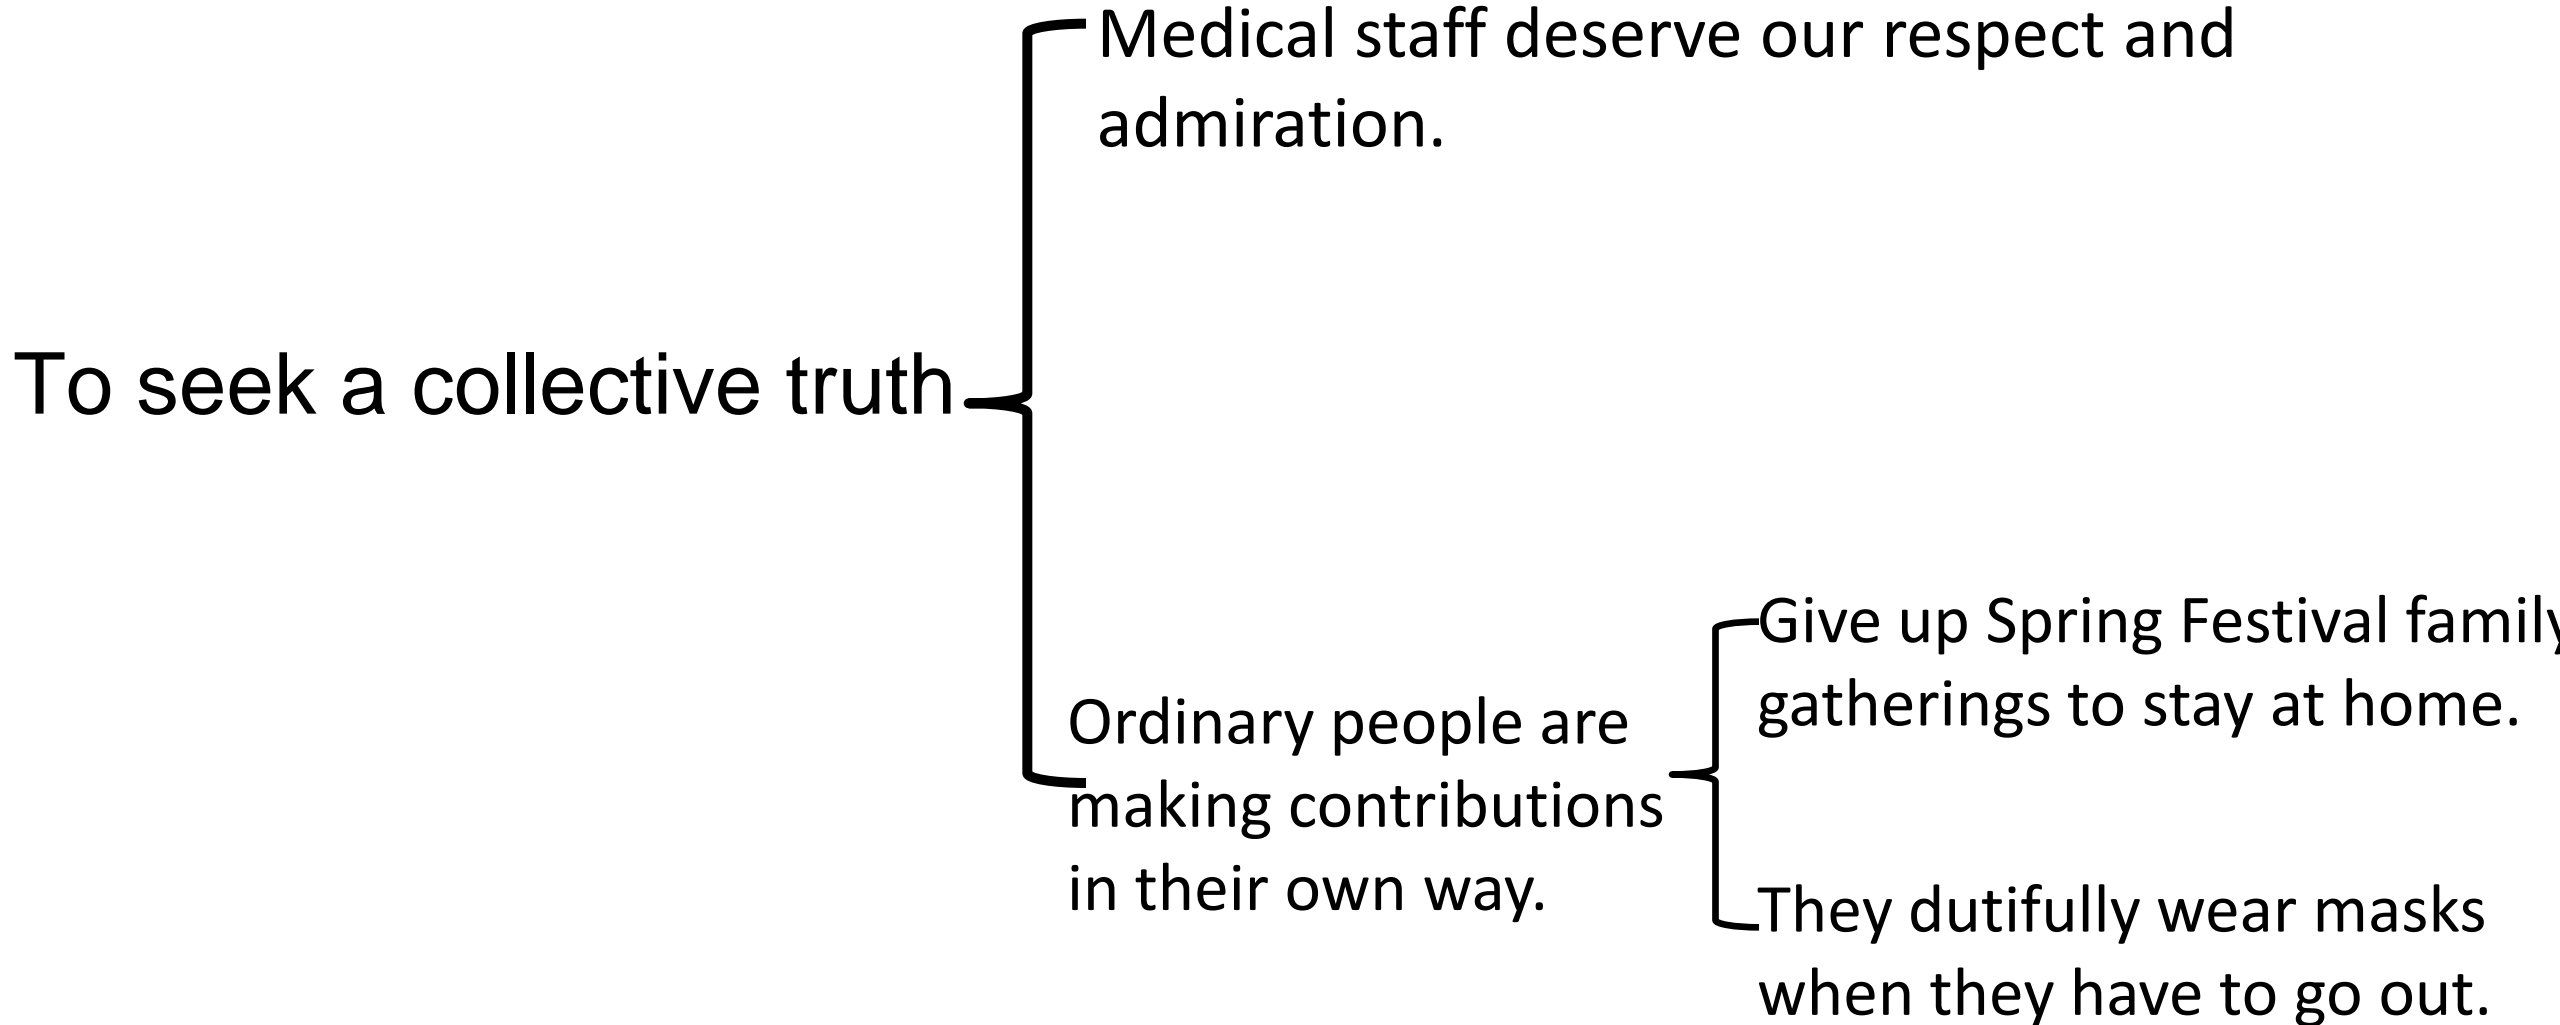 Medical staff deserve our respect and
admiration.
To seek a collective truth
Ordinary people are
making contributions
in their own way.
Give up Spring Festival family
gatherings to stay at home.
They dutifully wear masks
when they have to go out.